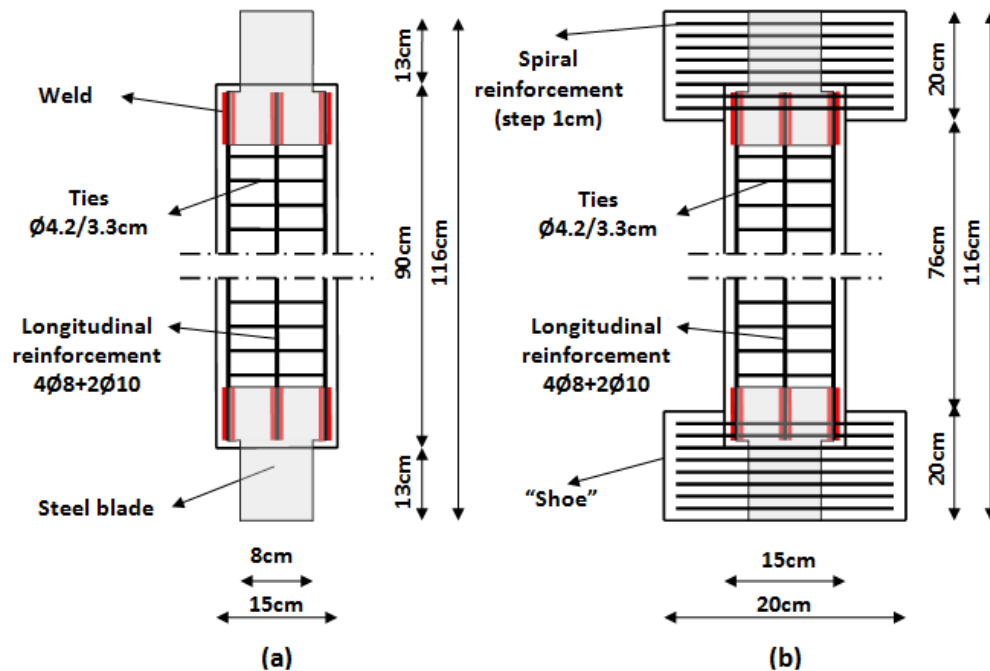 Weld
Ties
Ø4.2/3.3cm
Longitudinal
reinforcement
4Ø8+2Ø10
Steel blade
13cm
90cm
116cm
13cm
8cm
15cm
(a)
Spiral
reinforcement
(step 1cm)
Ties
Ø4.2/3.3cm
Longitudinal
reinforcement
4Ø8+2Ø10
“Shoe”
20cm
76cm
116cm
20cm
15cm
20cm
(b)